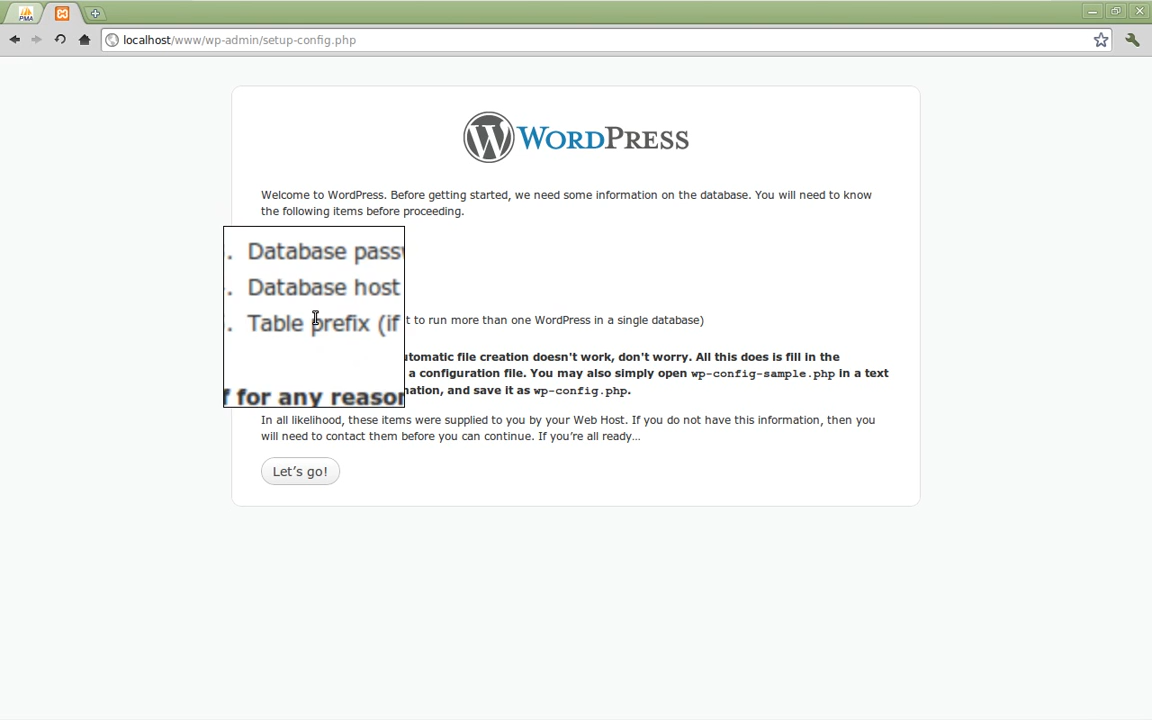 PMA
localhost/www/wp-admin/setup-config.php
WORDPRESS
Welcome to WordPress. Before getting started, we need some information on the database. You will need to know
the following items before proceeding.
. Database passw
. Database host
. Table prefix (if t to run more than one WordPress in a single database)
f for any reason utomatic file creation doesn't work, don't worry. All this does is fill in the
a configuration file. You may also simply open wp-config-sample.php in a text
mation, and save it as wp-config.php.
In all likelihood, these items were supplied to you by your Web Host. If you do not have this information, then you
will need to contact them before you can continue. If you’re all ready…
Let’s go!